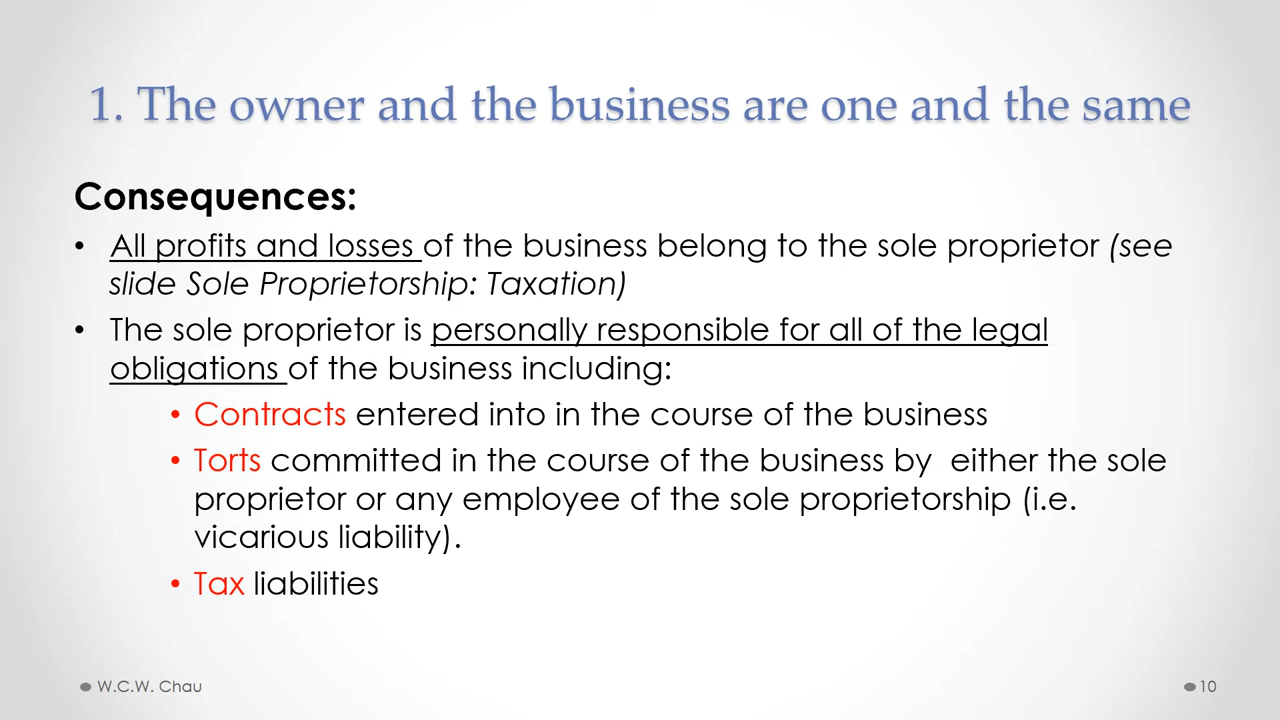 1. The owner and the business are one and the same
Consequences:
• All profits and losses of the business belong to the sole proprietor (see
slide Sole Proprietorship: Taxation)
• The sole proprietor is personally responsible for all of the legal
obligations of the business including:
• Contracts entered into in the course of the business
• Torts committed in the course of the business by  either the sole
proprietor or any employee of the sole proprietorship (i.e.
vicarious liability).
• Tax liabilities
W.C.W. Chau
10